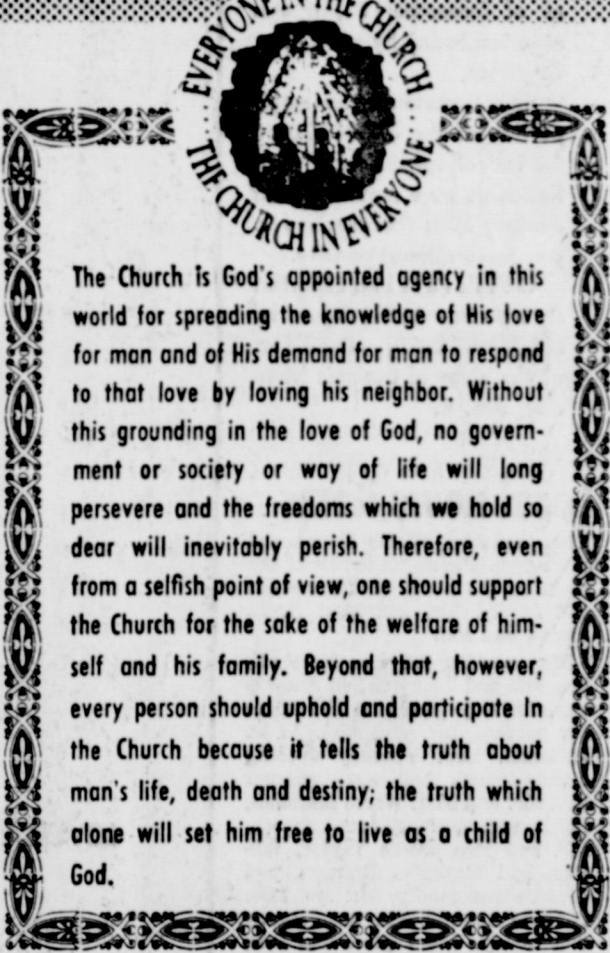 EVERYONE IN THE CHURCH
THE CHURCH IN EVERYONE
The Church is God's appointed agency in this
world for spreading the knowledge of His love
for man and of His demand for man to respond
to that love by loving his neighbor. Without
this grounding in the love of God, no govern-
ment or society or way of life will long
persevere and the freedoms which we hold so
dear will inevitably perish. Therefore, even
from a selfish point of view, one should support
the Church for the sake of the welfare of him-
self and his family. Beyond that, however,
every person should uphold and participate in
the Church because it tells the truth about
man's life, death and destiny; the truth which
alone will set him free to live as a child of
God.